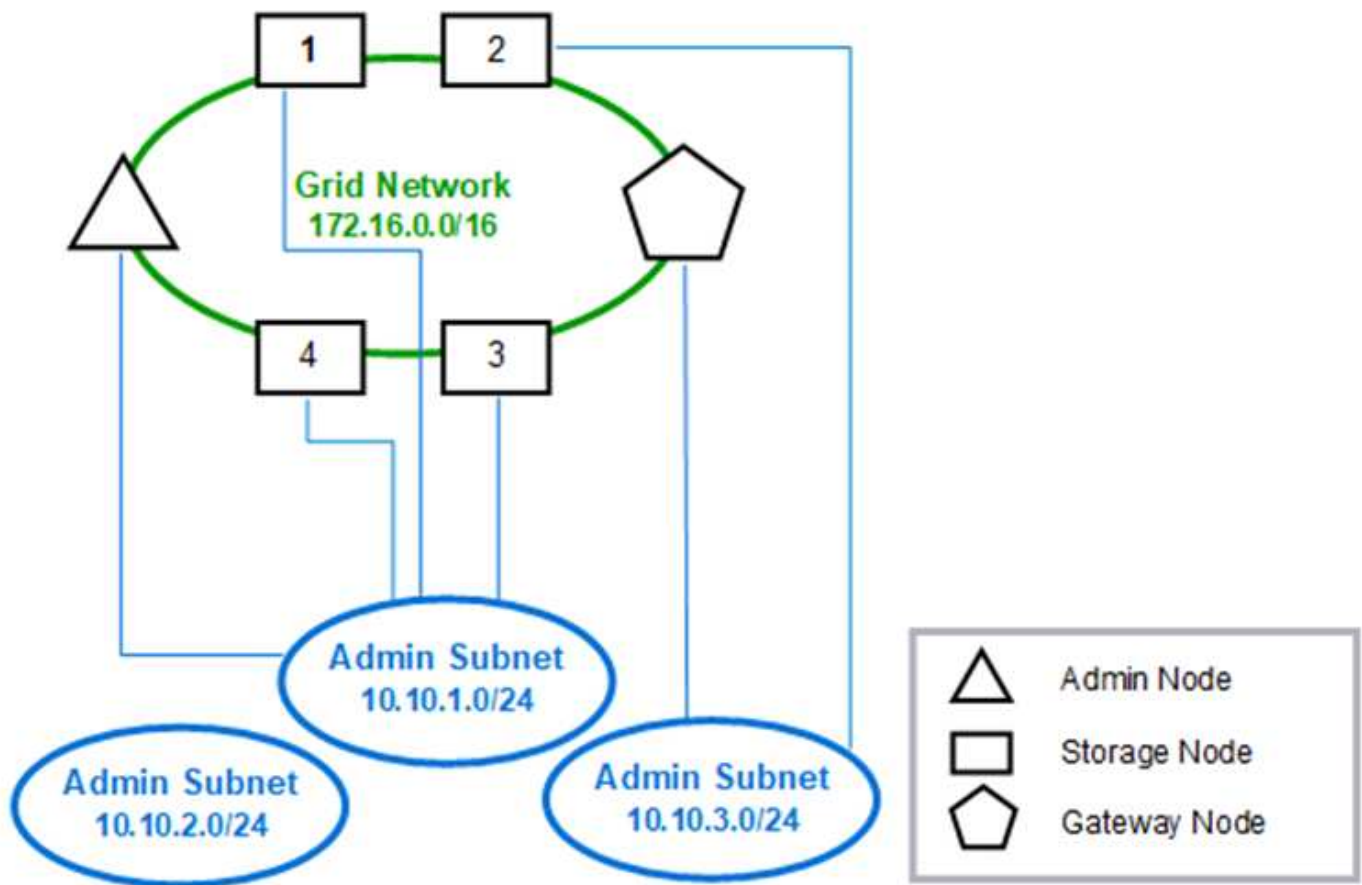 1
2
Grid Network
172.16.0.0/16
4
3
Admin Subnet
10.10.1.0/24
Admin Subnet
10.10.2.0/24
Admin Subnet
10.10.3.0/24
Admin Node
Storage Node
Gateway Node